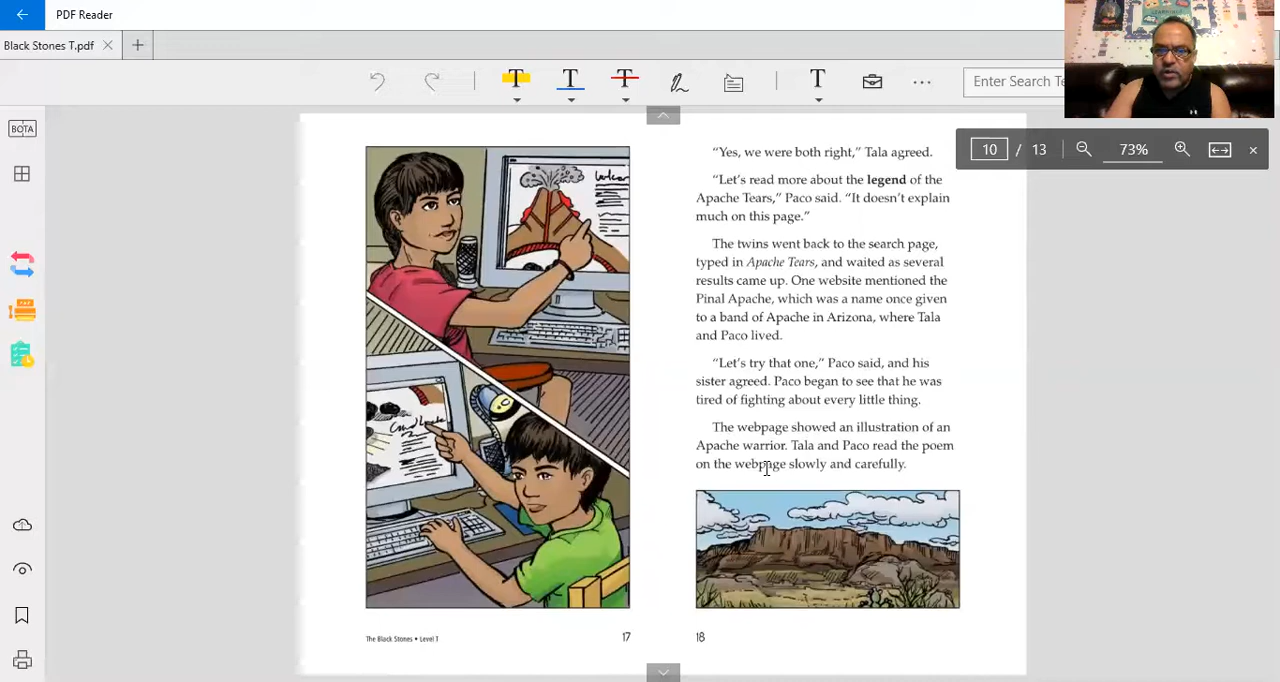 PDF Reader
Black Stones T.pdf
Enter Search Te
BOTA
10 / 13
73%
"Yes, we were both right," Tala agreed.
"Let's read more about the legend of the
Apache Tears," Paco said. "It doesn't explain
much on this page."
The twins went back to the search page,
typed in Apache Tears, and waited as several
results came up. One website mentioned the
Pinal Apache, which was a name once given
to a band of Apache in Arizona, where Tala
and Paco lived.
"Let's try that one," Paco said, and his
sister agreed. Paco began to see that he was
tired of fighting about every little thing.
The webpage showed an illustration of an
Apache warrior. Tala and Paco read the poem
on the webpage slowly and carefully.
The Black Stones • Level T
17
18